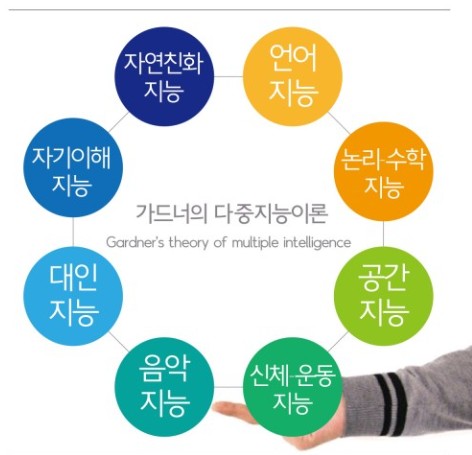 자연친화
지능
언어
지능
자기이해
지능
논리·수학
지능
가드너의 다중지능이론
Gardner's theory of multiple intelligence
대인
지능
공간
지능
음악
지능
신체·운동
지능